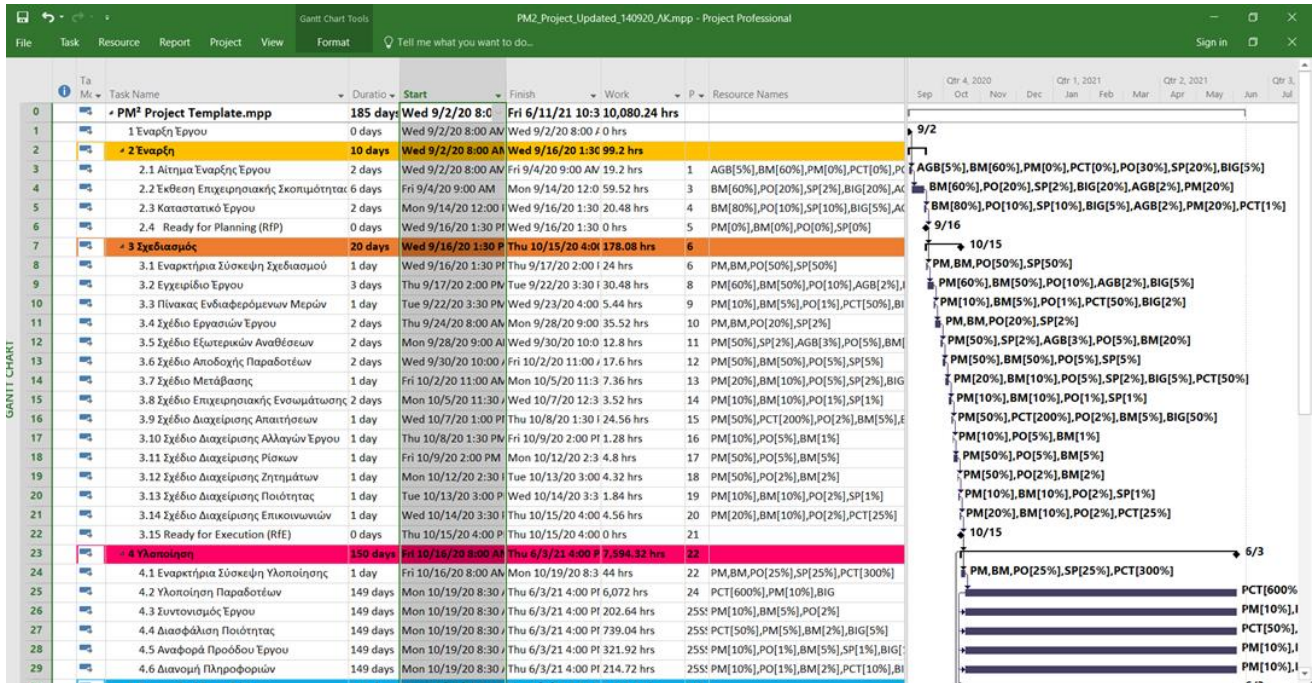 Gantt Chart Tools PM2_Project_Updated_140920_ΛΚ.mpp - Project Professional
File Task Resource Report Project View Format Tell me what you want to do... Sign in
Qtr 4, 2020 Qtr 1, 2021 Qtr 2, 2021 Qtr 3,
Task Name Duratio Start Finish Work P Resource Names Sep Oct Nov Dec Jan Feb Mar Apr May Jun Jul
0 PM² Project Template.mpp 185 days Wed 9/2/20 8:0 Fri 6/11/21 10:3 10,080.24 hrs
1 1 Έναρξη Έργου 0 days Wed 9/2/20 8:00 AM Wed 9/2/20 8:00 0 hrs 9/2
2 2 Έναρξη 10 days Wed 9/2/20 8:00 AM Wed 9/16/20 1:30 99.2 hrs
3 2.1 Αίτημα Έναρξης Έργου 2 days Wed 9/2/20 8:00 AM Fri 9/4/20 9:00 AM 19.2 hrs 1 AGB[5%],BM[60%],PM[0%],PCT[0%],PO AGB[5%],BM[60%],PM[0%],PCT[0%],PO[30%],SP[20%],BIG[5%]
4 2.2 Έκθεση Επιχειρησιακής Σκοπιμότητας 6 days Fri 9/4/20 9:00 AM Mon 9/14/20 12:0 59.52 hrs 3 BM[60%],PO[20%],SP[2%],BIG[20%],AG BM[60%],PO[20%],SP[2%],BIG[20%],AGB[2%],PM[20%]
5 2.3 Καταστατικό Έργου 2 days Mon 9/14/20 12:00 Wed 9/16/20 1:30 20.48 hrs 4 BM[80%],PO[10%],SP[10%],BIG[5%],AG BM[80%],PO[10%],SP[10%],BIG[5%],AGB[2%],PM[20%],PCT[1%]
6 2.4 Ready for Planning (RfP) 0 days Wed 9/16/20 1:30 PM Wed 9/16/20 1:30 0 hrs 5 PM[0%],BM[0%],PO[0%],SP[0%] 9/16
7 3 Σχεδιασμός 20 days Wed 9/16/20 1:30 P Thu 10/15/20 4:00 178.08 hrs 6 10/15
8 3.1 Εναρκτήρια Σύσκεψη Σχεδιασμού 1 day Wed 9/16/20 1:30 PM Thu 9/17/20 2:00 24 hrs 6 PM,BM,PO[50%],SP[50%] PM,BM,PO[50%],SP[50%]
9 3.2 Εγχειρίδιο Έργου 3 days Thu 9/17/20 2:00 PM Tue 9/22/20 3:30 30.48 hrs 8 PM[60%],BM[50%],PO[10%],AGB[2%], PM[60%],BM[50%],PO[10%],AGB[2%],BIG[5%]
10 3.3 Πίνακας Ενδιαφερόμενων Μερών 1 day Tue 9/22/20 3:30 PM Wed 9/23/20 4:00 5.44 hrs 9 PM[10%],BM[5%],PO[1%],PCT[50%],BI PM[10%],BM[5%],PO[1%],PCT[50%],BIG[2%]
11 3.4 Σχέδιο Εργασιών Έργου 2 days Thu 9/24/20 8:00 AM Mon 9/28/20 9:00 35.52 hrs 10 PM,BM,PO[20%],SP[2%] PM,BM,PO[20%],SP[2%]
12 3.5 Σχέδιο Εξωτερικών Αναθέσεων 2 days Mon 9/28/20 9:00 AM Wed 9/30/20 10:0 12.8 hrs 11 PM[50%],SP[2%],AGB[3%],PO[5%],BM[ PM[50%],SP[2%],AGB[3%],PO[5%],BM[20%]
13 3.6 Σχέδιο Αποδοχής Παραδοτέων 2 days Wed 9/30/20 10:00 Fri 10/2/20 11:00 17.6 hrs 12 PM[50%],BM[50%],PO[5%],SP[5%] PM[50%],BM[50%],PO[5%],SP[5%]
14 3.7 Σχέδιο Μετάβασης 1 day Fri 10/2/20 11:00 AM Mon 10/5/20 11:3 7.36 hrs 13 PM[20%],BM[10%],PO[5%],SP[2%],BIG PM[20%],BM[10%],PO[5%],SP[2%],BIG[5%],PCT[50%]
15 3.8 Σχέδιο Επιχειρησιακής Ενσωμάτωσης 2 days Mon 10/5/20 11:30 Wed 10/7/20 12:3 3.52 hrs 14 PM[10%],BM[10%],PO[1%],SP[1%] PM[10%],BM[10%],PO[1%],SP[1%]
16 3.9 Σχέδιο Διαχείρισης Απαιτήσεων 1 day Wed 10/7/20 1:00 PM Thu 10/8/20 1:30 24.56 hrs 15 PM[50%],PCT[200%],PO[2%],BM[5%],B PM[50%],PCT[200%],PO[2%],BM[5%],BIG[50%]
17 3.10 Σχέδιο Διαχείρισης Αλλαγών Έργου 1 day Thu 10/8/20 1:30 PM Fri 10/9/20 2:00 PM 1.28 hrs 16 PM[10%],PO[5%],BM[1%] PM[10%],PO[5%],BM[1%]
18 3.11 Σχέδιο Διαχείρισης Ρίσκων 1 day Fri 10/9/20 2:00 PM Mon 10/12/20 2:3 4.8 hrs 17 PM[50%],PO[5%],BM[5%] PM[50%],PO[5%],BM[5%]
19 3.12 Σχέδιο Διαχείρισης Ζητημάτων 1 day Mon 10/12/20 2:30 Tue 10/13/20 3:00 4.32 hrs 18 PM[50%],PO[2%],BM[2%] PM[50%],PO[2%],BM[2%]
20 3.13 Σχέδιο Διαχείρισης Ποιότητας 1 day Tue 10/13/20 3:00 P Wed 10/14/20 3:3 1.84 hrs 19 PM[10%],BM[10%],PO[2%],SP[1%] PM[10%],BM[10%],PO[2%],SP[1%]
21 3.14 Σχέδιο Διαχείρισης Επικοινωνιών 1 day Wed 10/14/20 3:30 Thu 10/15/20 4:00 4.56 hrs 20 PM[20%],BM[10%],PO[2%],PCT[25%] PM[20%],BM[10%],PO[2%],PCT[25%]
22 3.15 Ready for Execution (RfE) 0 days Thu 10/15/20 4:00 P Thu 10/15/20 4:00 0 hrs 21 10/15
23 4 Υλοποίηση 150 days Fri 10/16/20 8:00 AM Thu 6/3/21 4:00 P 7,594.32 hrs 22 6/3
24 4.1 Εναρκτήρια Σύσκεψη Υλοποίησης 1 day Fri 10/16/20 8:00 AM Mon 10/19/20 8:3 44 hrs 22 PM,BM,PO[25%],SP[25%],PCT[300%] PM,BM,PO[25%],SP[25%],PCT[300%]
25 4.2 Υλοποίηση Παραδοτέων 149 days Mon 10/19/20 8:30 Thu 6/3/21 4:00 PM 6,072 hrs 24 PCT[600%],PM[10%],BIG PCT[600%
26 4.3 Συντονισμός Έργου 149 days Mon 10/19/20 8:30 Thu 6/3/21 4:00 PM 202.64 hrs 25SS PM[10%],BM[5%],PO[2%] PM[10%],
27 4.4 Διασφάλιση Ποιότητας 149 days Mon 10/19/20 8:30 Thu 6/3/21 4:00 PM 739.04 hrs 25SS PCT[50%],PM[5%],BM[2%],BIG[5%] PCT[50%],
28 4.5 Αναφορά Προόδου Έργου 149 days Mon 10/19/20 8:30 Thu 6/3/21 4:00 PM 321.92 hrs 25SS PM[10%],PO[1%],BM[5%],SP[1%],BIG[ PM[10%],
29 4.6 Διανομή Πληροφοριών 149 days Mon 10/19/20 8:30 Thu 6/3/21 4:00 PM 214.72 hrs 25SS PM[10%],PO[1%],BM[2%],PCT[10%],BI PM[10%],
GANTT CHART